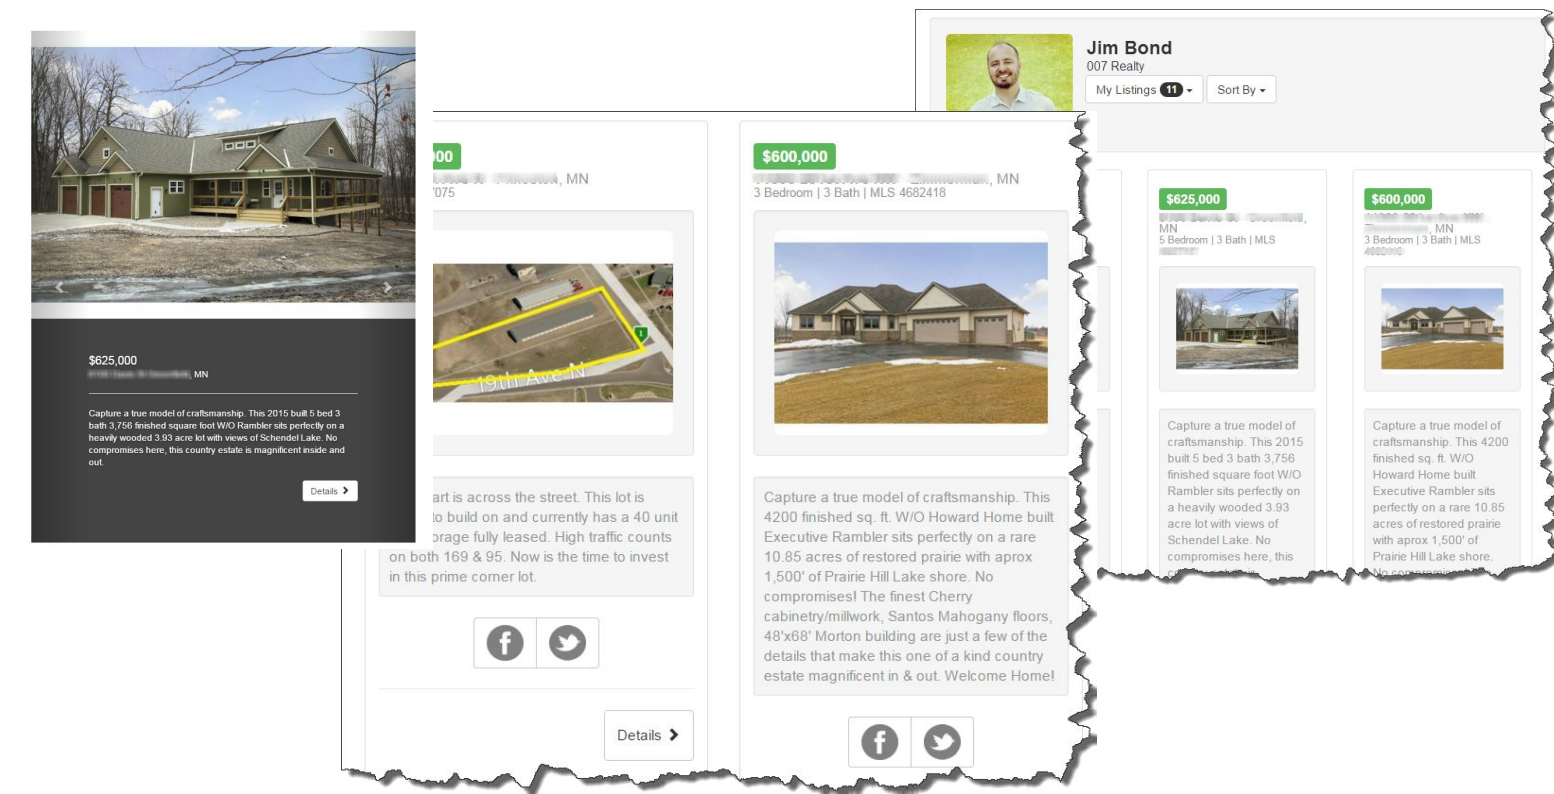 $625,000
, MN
Capture a true model of craftsmanship. This 2015 built 5 bed 3
bath 3,756 finished square foot W/O Rambler sits perfectly on a
heavily wooded 3.93 acre lot with views of Schendel Lake. No
compromises here, this country estate is magnificent inside and
out.
Details
000
, MN
7075
19th Ave N
1
art is across the street. This lot is
to build on and currently has a 40 unit
orage fully leased. High traffic counts
on both 169 & 95. Now is the time to invest
in this prime corner lot.
Details
$600,000
, MN
3 Bedroom | 3 Bath | MLS 4682418
Capture a true model of craftsmanship. This
4200 finished sq. ft. W/O Howard Home built
Executive Rambler sits perfectly on a rare
10.85 acres of restored prairie with aprox
1,500' of Prairie Hill Lake shore. No
compromises! The finest Cherry
cabinetry/millwork, Santos Mahogany floors,
48'x68' Morton building are just a few of the
details that make this one of a kind country
estate magnificent in & out. Welcome Home!
Jim Bond
007 Realty
My Listings 11
Sort By
$625,000
MN
5 Bedroom | 3 Bath | MLS
Capture a true model of
craftsmanship. This 2015
built 5 bed 3 bath 3,756
finished square foot W/O
Rambler sits perfectly on
a heavily wooded 3.93
acre lot with views of
Schendel Lake. No
compromises here, this
$600,000
, MN
3 Bedroom | 3 Bath | MLS
Capture a true model of
craftsmanship. This 4200
finished sq. ft. W/O
Howard Home built
Executive Rambler sits
perfectly on a rare 10.85
acres of restored prairie
with aprox 1,500' of
Prairie Hill Lake shore.
No compromises! The